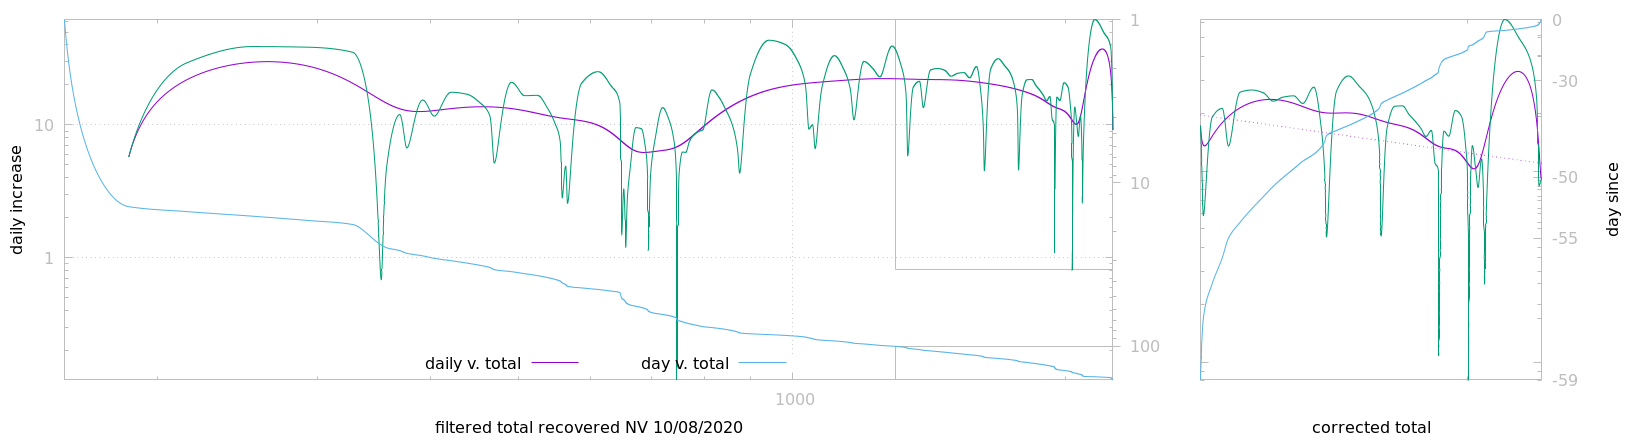 daily increase
10
1
daily v. total
day v. total
1000
filtered total recovered NV 10/08/2020
1
10
100
0
-30
-50
-55
-59
day since
corrected total